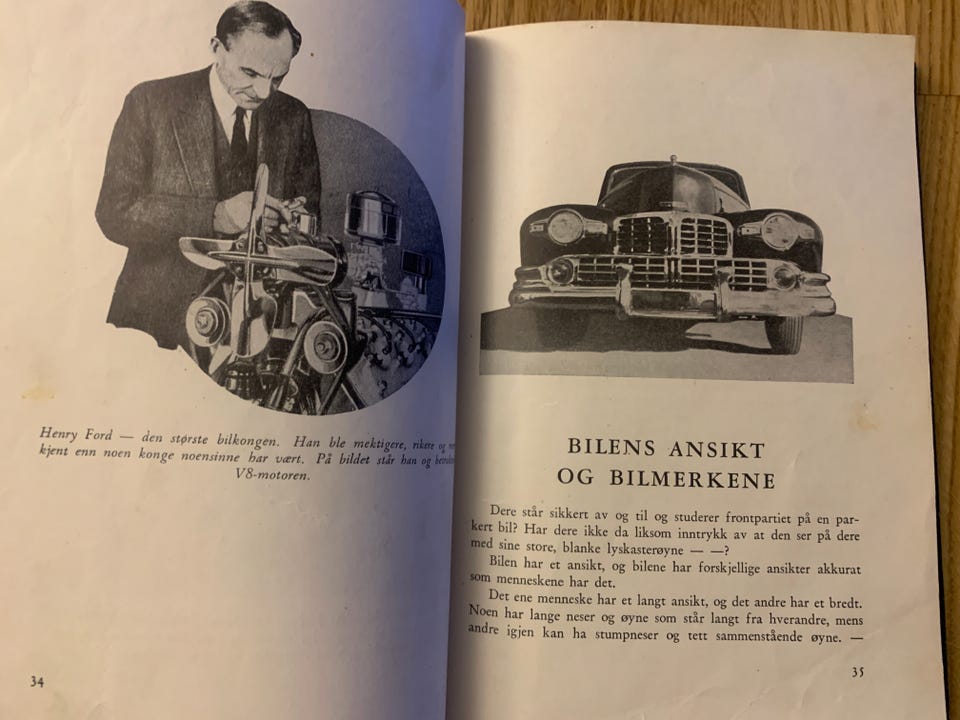 Henry Ford — den største bilkongen. Han ble mektigere, rikere og
kjent enn noen konge noensinne har vært. På bildet står han og
V8-motoren.
34
BILENS ANSIKT
OG BILMERKENE
Dere står sikkert av og til og studerer frontpartiet på en par-
kert bil? Har dere ikke da liksom inntrykk av at den ser på dere
med sine store, blanke lyskasterøyne — —?
Bilen har et ansikt, og bilene har forskjellige ansikter akkurat
som menneskene har det.
Det ene menneske har et langt ansikt, og det andre har et bredt.
Noen har lange neser og øyne som står langt fra hverandre, mens
andre igjen kan ha stumpneser og tett sammenstående øyne. —
35